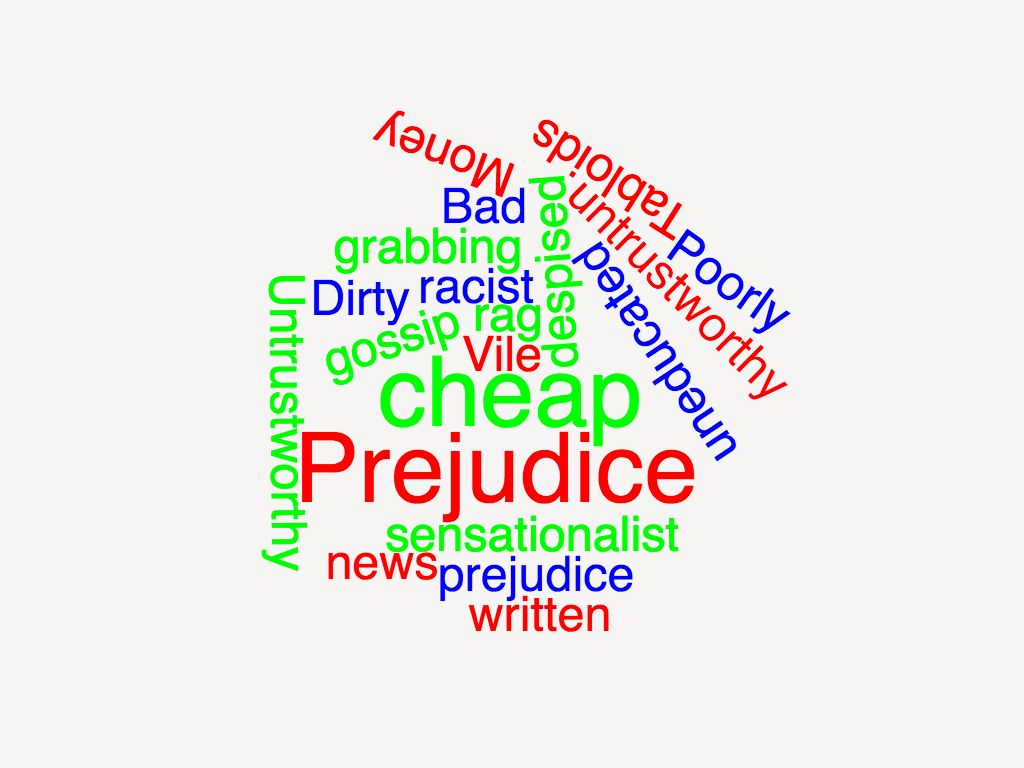 Money
Tabloids
Bad
despised
untrustworthy
Poorly
grabbing
uneducated
Dirty
racist
Untrustworthy
gossip
rag
Vile
cheap
Prejudice
sensationalist
news
prejudice
written